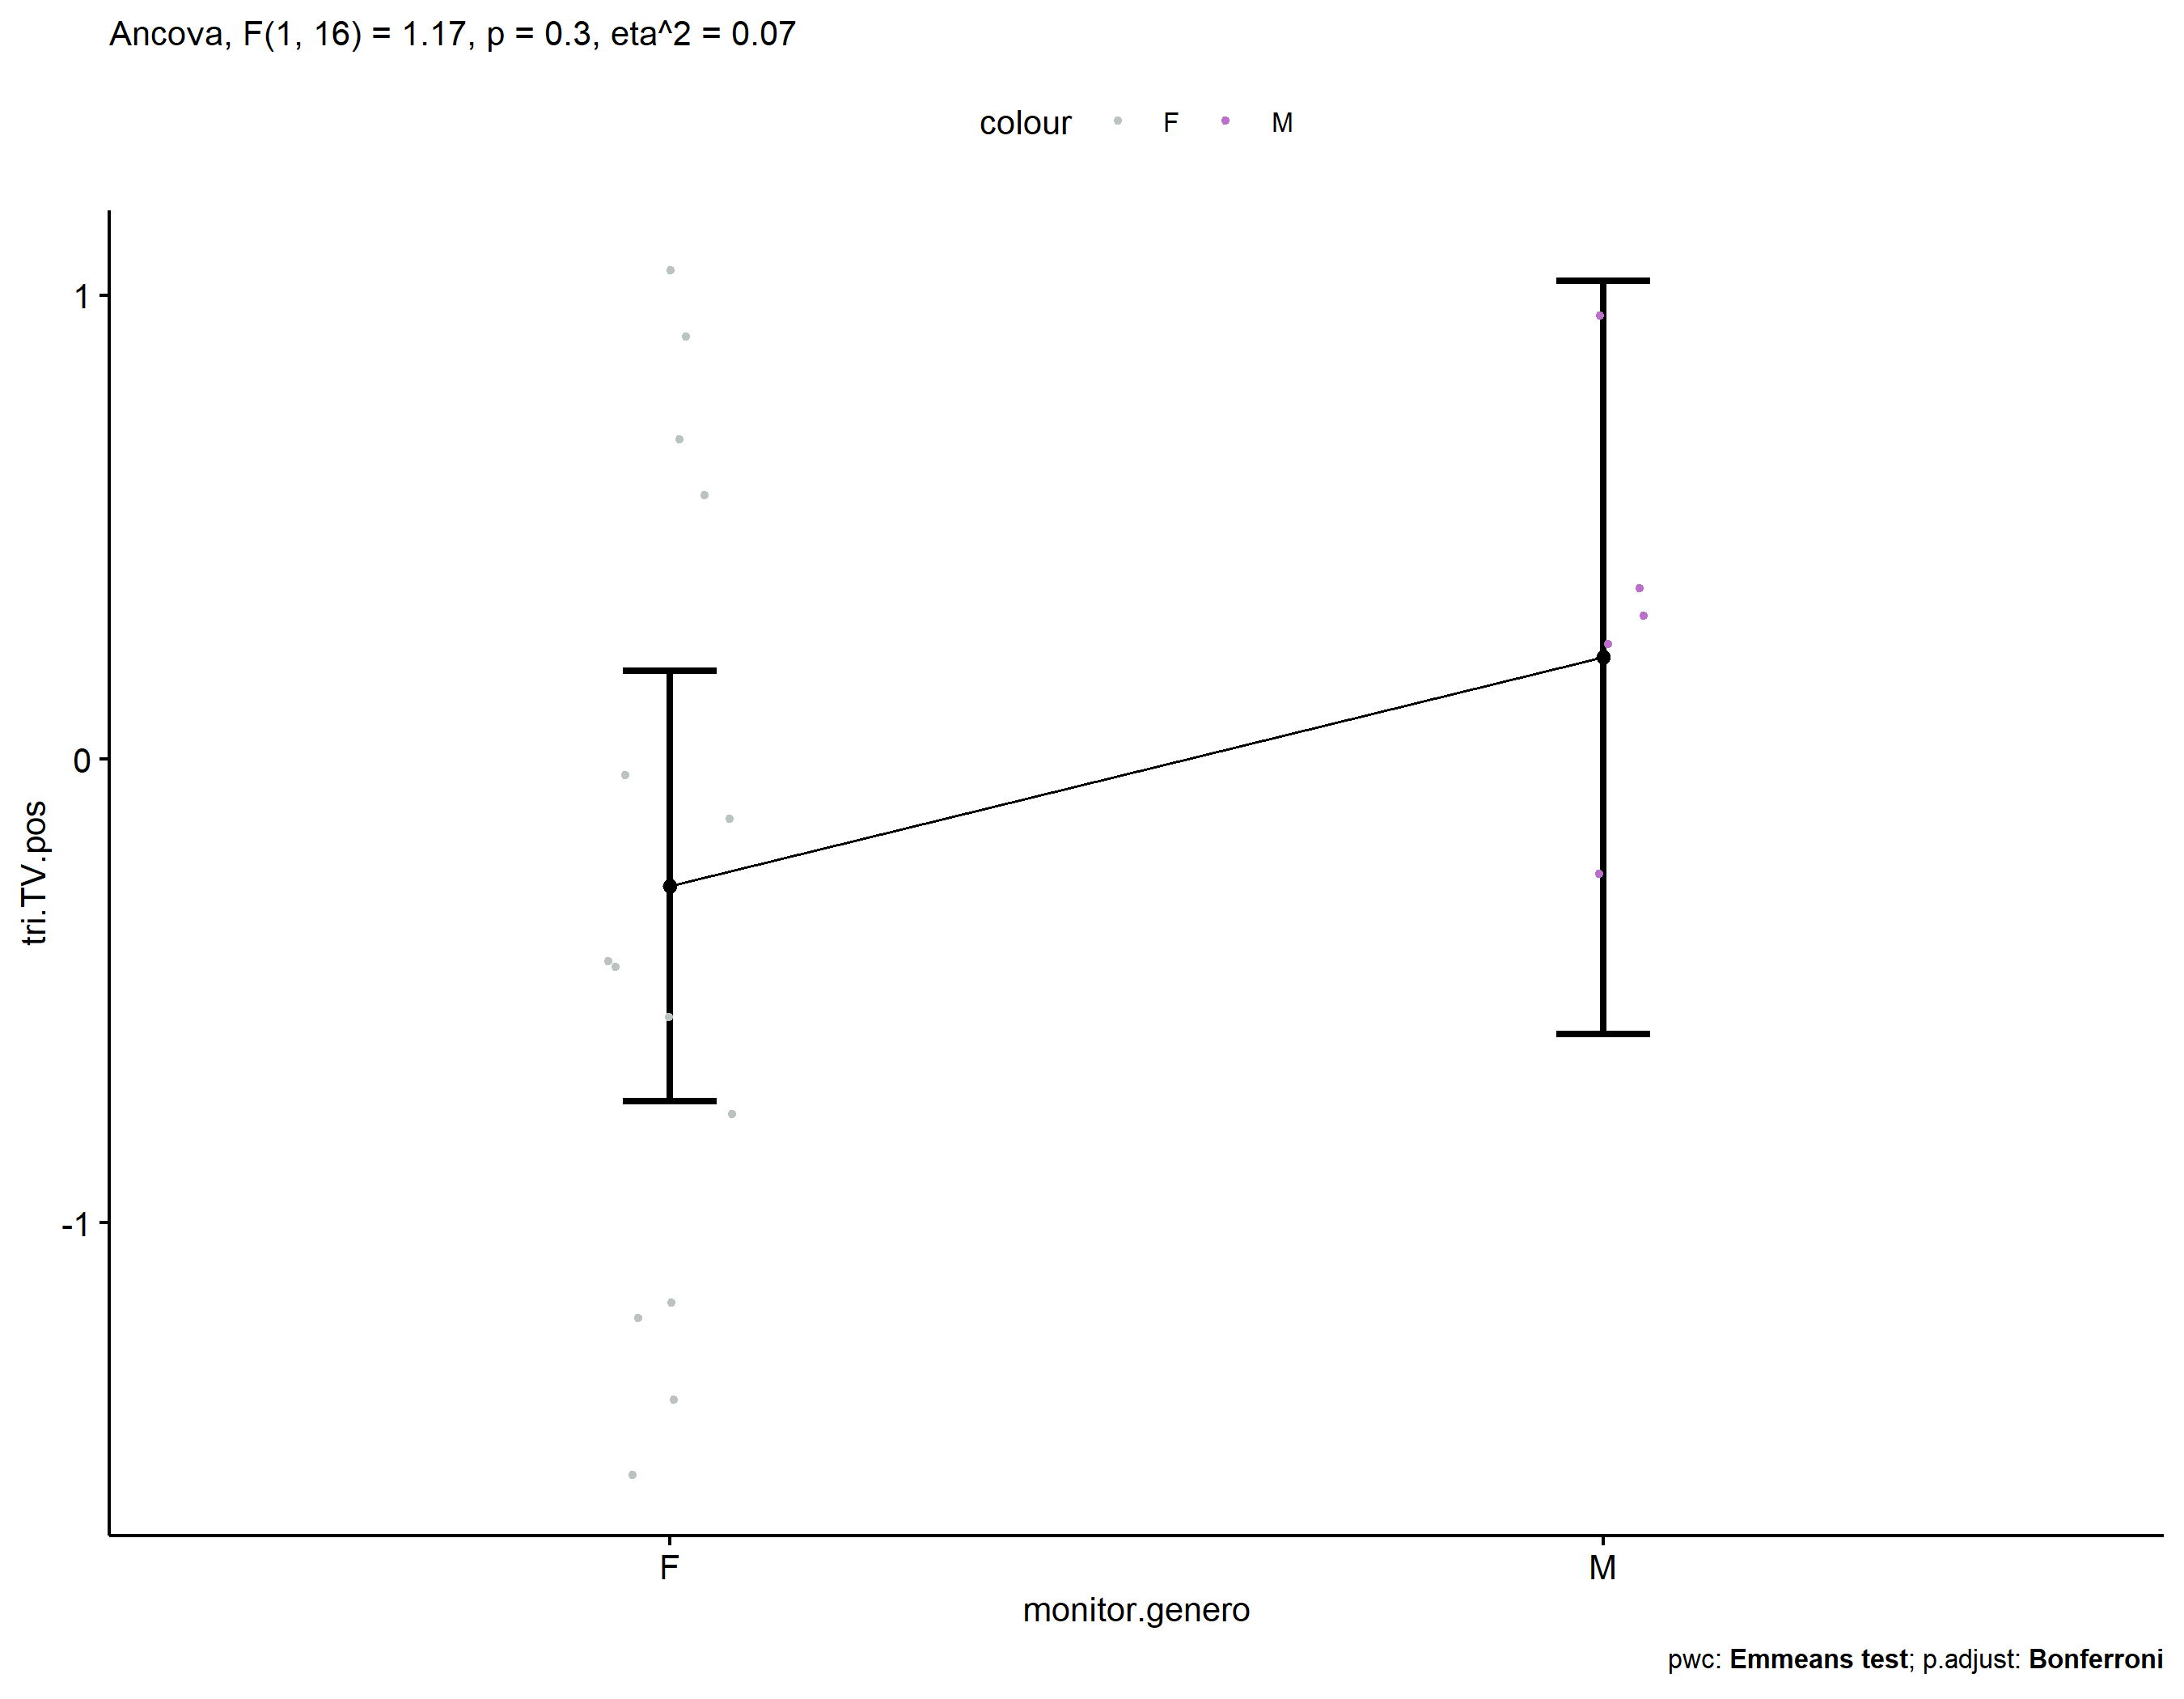 Ancova, F(1, 16) = 1.17, p = 0.3, eta^2 = 0.07
colour F M
1
0
-1
tri.TV.pos
F M
monitor.genero
pwc: Emmeans test; p.adjust: Bonferroni